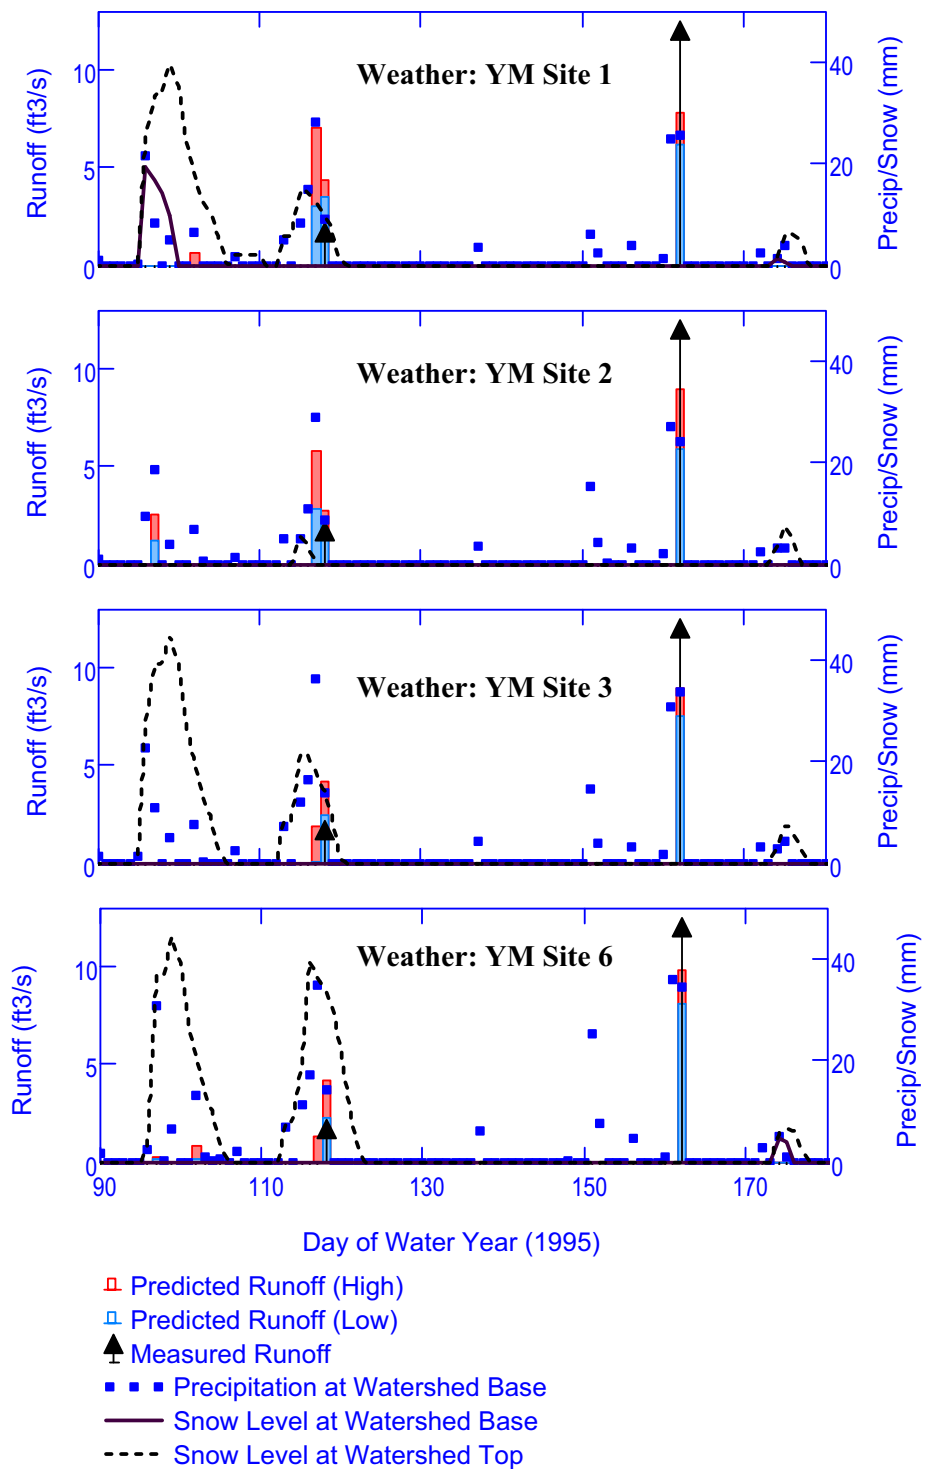 Runoff (ft3/s)
10
5
0
Weather: YM Site 1
40
20
0
Precip/Snow (mm)
Runoff (ft3/s)
10
5
0
Weather: YM Site 2
40
20
0
Precip/Snow (mm)
Runoff (ft3/s)
10
5
0
Weather: YM Site 3
40
20
0
Precip/Snow (mm)
Runoff (ft3/s)
10
5
0
Weather: YM Site 6
40
20
0
Precip/Snow (mm)
90 110 130 150 170
Day of Water Year (1995)
Predicted Runoff (High)
Predicted Runoff (Low)
Measured Runoff
Precipitation at Watershed Base
Snow Level at Watershed Base
Snow Level at Watershed Top